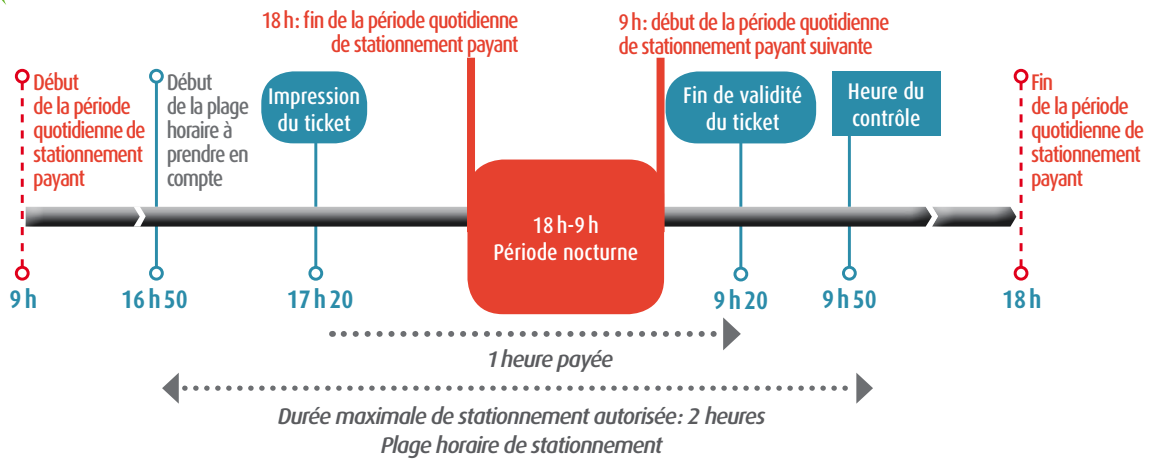 18 h : fin de la période quotidienne
de stationnement payant
9 h : début de la période quotidienne
de stationnement payant suivante
Début
de la période
quotidienne de
stationnement
payant
Début
de la plage
horaire à
prendre en
compte
Impression
du ticket
Fin de validité
du ticket
Heure du
contrôle
Fin
de la période
quotidienne de
stationnement
payant
18 h-9 h
Période nocturne
9 h
16 h 50
17 h 20
9 h 20
9 h 50
18 h
1 heure payée
Durée maximale de stationnement autorisée : 2 heures
Plage horaire de stationnement